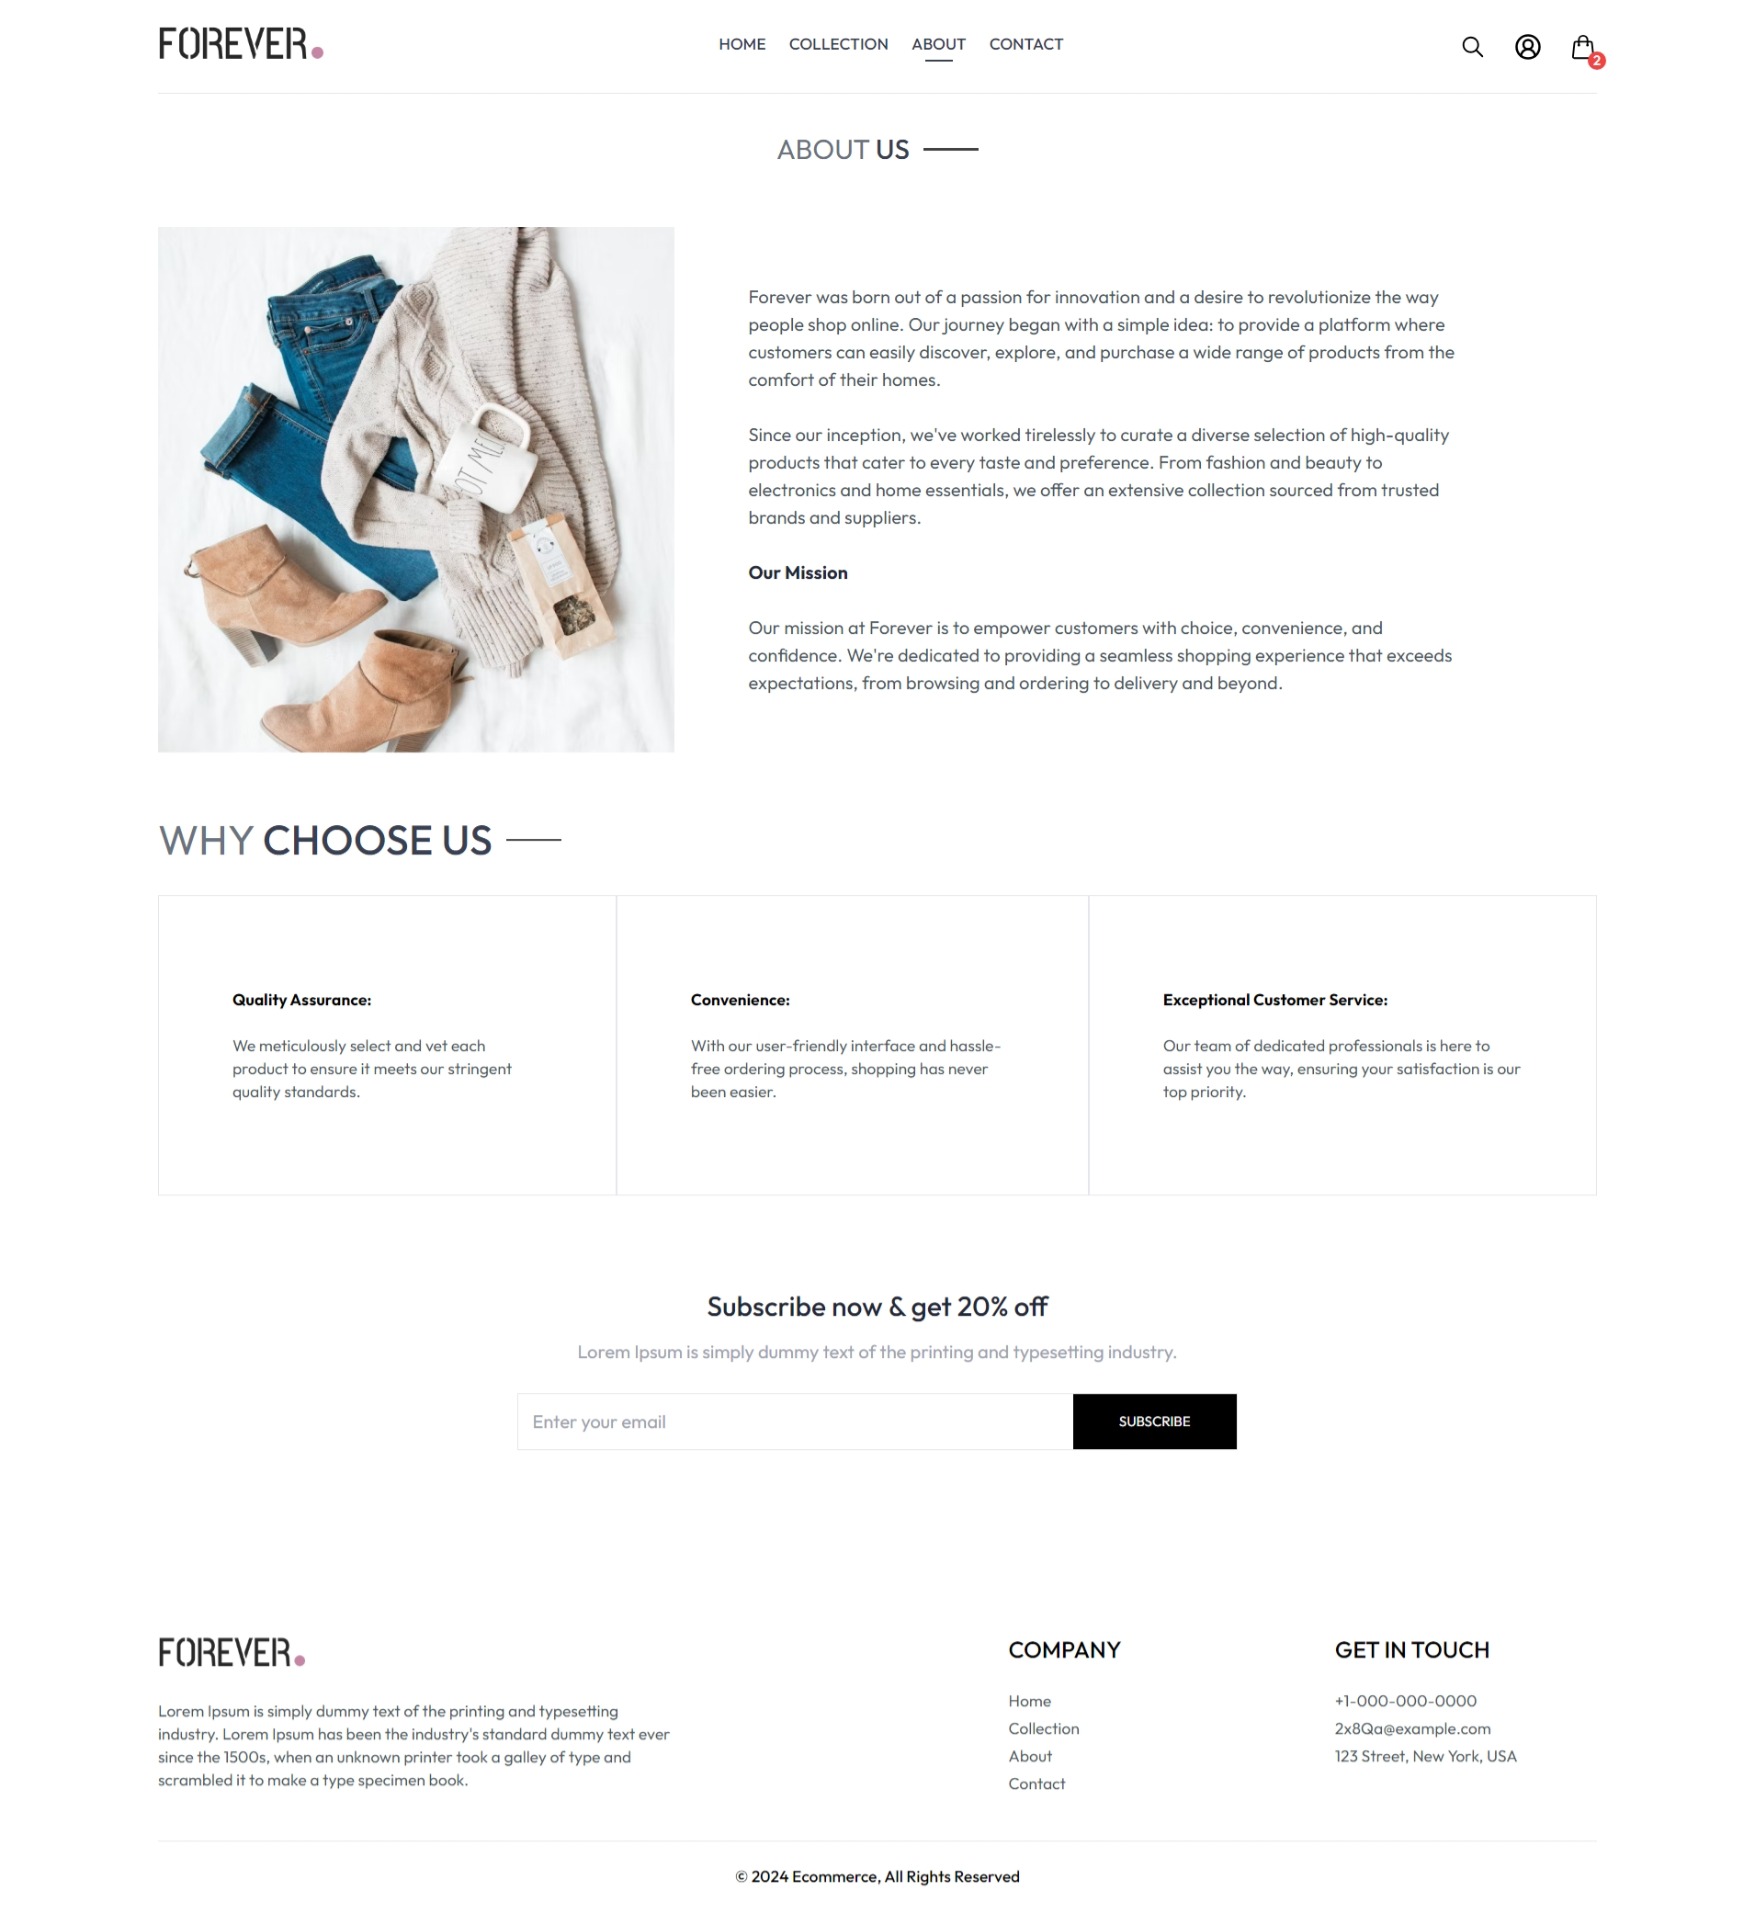 FOREVER.
HOME COLLECTION ABOUT CONTACT
2
ABOUT US
OT ME
Forever was born out of a passion for innovation and a desire to revolutionize the way
people shop online. Our journey began with a simple idea: to provide a platform where
customers can easily discover, explore, and purchase a wide range of products from the
comfort of their homes.
Since our inception, we've worked tirelessly to curate a diverse selection of high-quality
products that cater to every taste and preference. From fashion and beauty to
electronics and home essentials, we offer an extensive collection sourced from trusted
brands and suppliers.
Our Mission
Our mission at Forever is to empower customers with choice, convenience, and
confidence. We're dedicated to providing a seamless shopping experience that exceeds
expectations, from browsing and ordering to delivery and beyond.
WHY CHOOSE US
Quality Assurance:
We meticulously select and vet each
product to ensure it meets our stringent
quality standards.
Convenience:
With our user-friendly interface and hassle-
free ordering process, shopping has never
been easier.
Exceptional Customer Service:
Our team of dedicated professionals is here to
assist you the way, ensuring your satisfaction is our
top priority.
Subscribe now & get 20% off
Lorem Ipsum is simply dummy text of the printing and typesetting industry.
Enter your email
SUBSCRIBE
FOREVER.
Lorem Ipsum is simply dummy text of the printing and typesetting
industry. Lorem Ipsum has been the industry's standard dummy text ever
since the 1500s, when an unknown printer took a galley of type and
scrambled it to make a type specimen book.
COMPANY
Home
Collection
About
Contact
GET IN TOUCH
+1-000-000-0000
2x8Qa@example.com
123 Street, New York, USA
© 2024 Ecommerce, All Rights Reserved